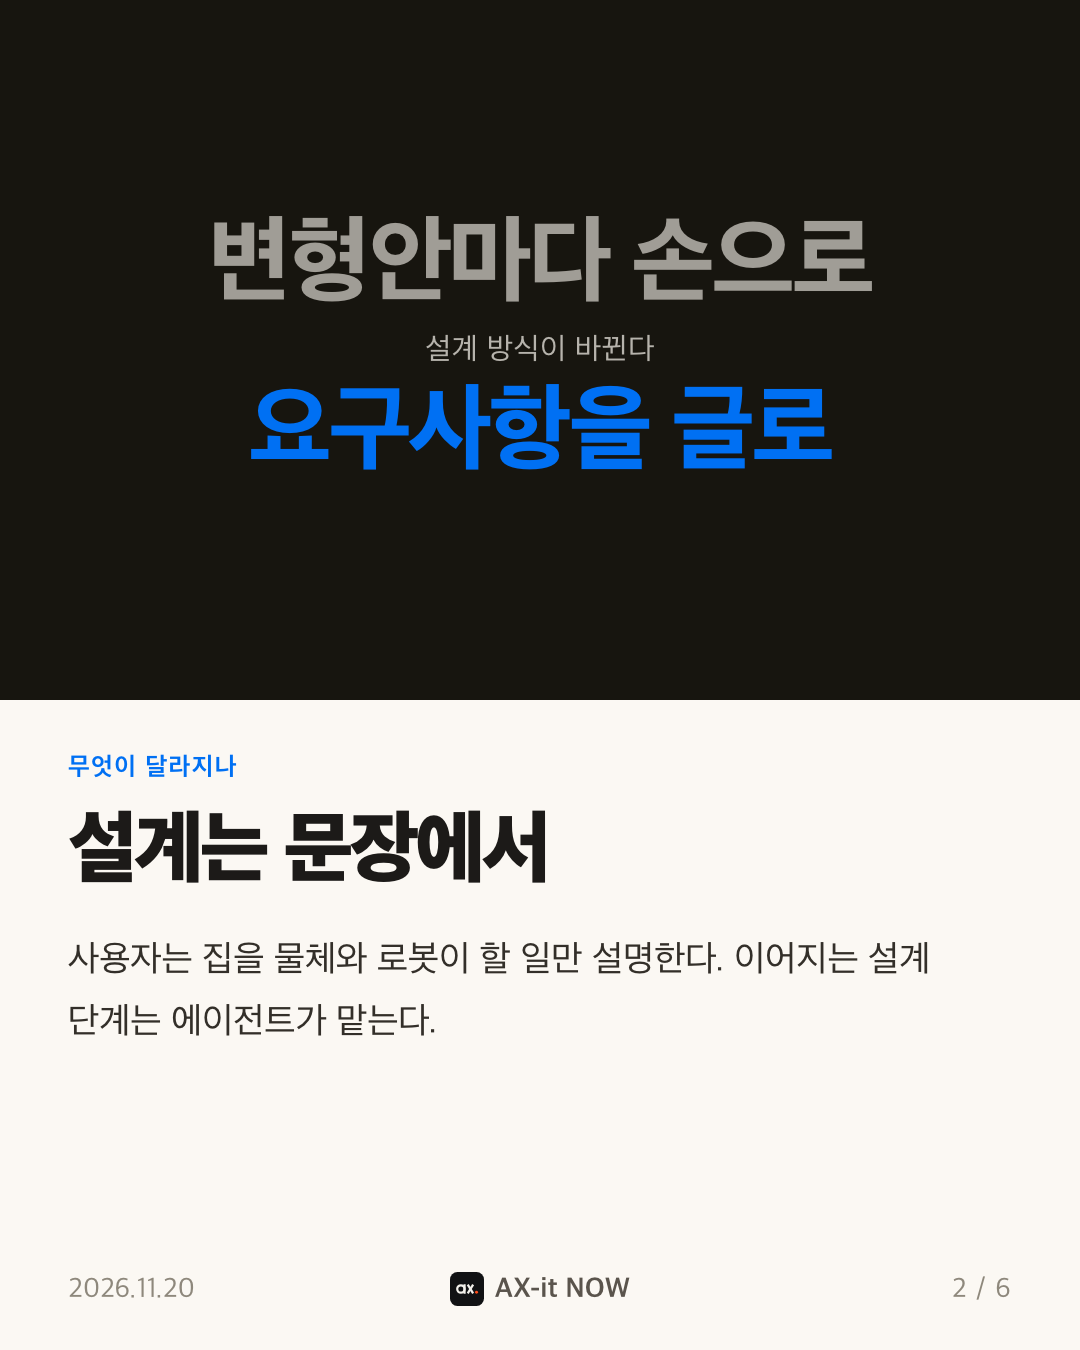 변형안마다 손으로
설계 방식이 바뀐다
요구사항을 글로
무엇이 달라지나
설계는 문장에서
사용자는 집을 물체와 로봇이 할 일만 설명한다. 이어지는 설계
단계는 에이전트가 맡는다.
2026.11.20
ax. AX-it NOW
2 / 6